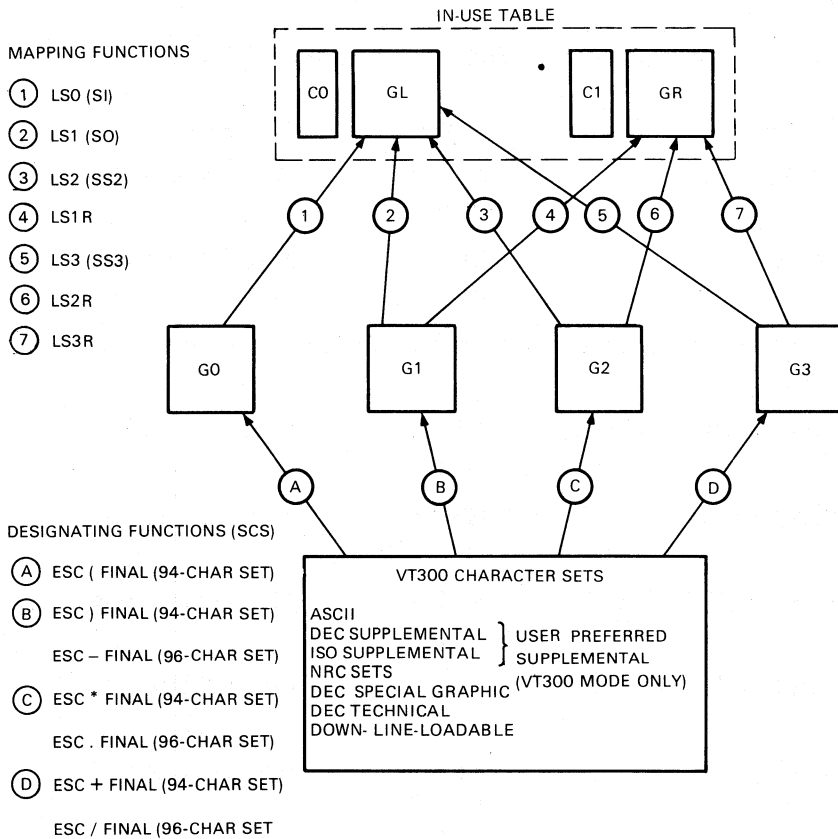 IN-USE TABLE
MAPPING FUNCTIONS
1 LS0 (SI)
2 LS1 (SO)
3 LS2 (SS2)
4 LS1R
5 LS3 (SS3)
6 LS2R
7 LS3R
C0 GL C1 GR
1 2 3 4 5 6 7
G0 G1 G2 G3
A B C D
DESIGNATING FUNCTIONS (SCS)
A ESC ( FINAL (94-CHAR SET)
B ESC ) FINAL (94-CHAR SET)
ESC – FINAL (96-CHAR SET)
C ESC * FINAL (94-CHAR SET)
ESC . FINAL (96-CHAR SET)
D ESC + FINAL (94-CHAR SET)
ESC / FINAL (96-CHAR SET
VT300 CHARACTER SETS
ASCII
DEC SUPPLEMENTAL
ISO SUPPLEMENTAL
NRC SETS
DEC SPECIAL GRAPHIC
DEC TECHNICAL
DOWN-LINE-LOADABLE
USER PREFERRED
SUPPLEMENTAL
(VT300 MODE ONLY)